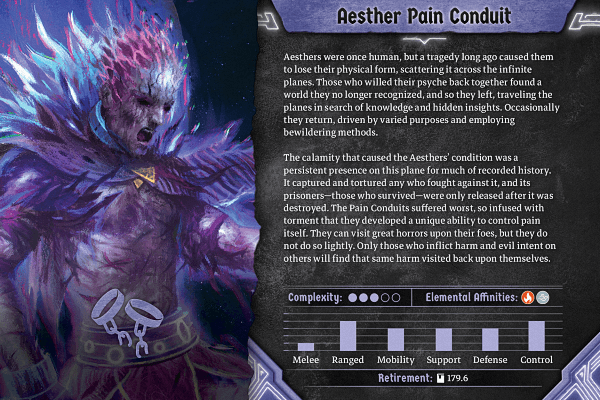 Aesther Pain Conduit
Aesthers were once human, but a tragedy long ago caused them
to lose their physical form, scattering it across the infinite
planes. Those who willed their psyche back together found a
world they no longer recognized, and so they left, traveling the
planes in search of knowledge and hidden insights. Occasionally
they return, driven by varied purposes and employing
bewildering methods.
The calamity that caused the Aesthers' condition was a
persistent presence on this plane for much of recorded history.
It captured and tortured any who fought against it, and its
prisoners—those who survived—were only released after it was
destroyed. The Pain Conduits suffered worst, so infused with
torment that they developed a unique ability to control pain
itself. They can visit great horrors upon their foes, but they do
not do so lightly. Only those who inflict harm and evil intent on
others will find that same harm visited back upon themselves.
Complexity: Elemental Affinities:
Melee Ranged Mobility Support Defense Control
Retirement: 179.6